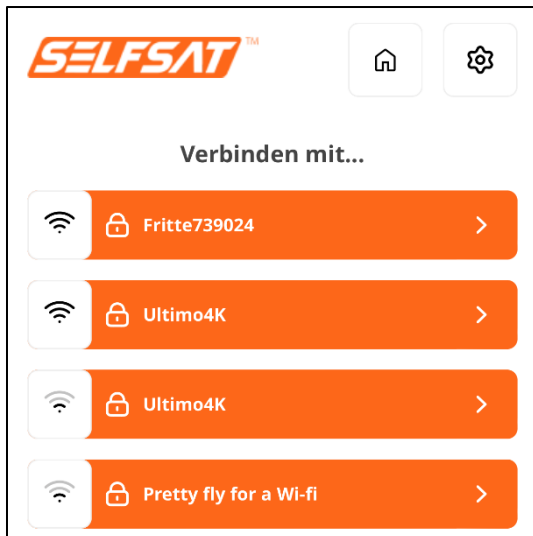 SELFSAT™
Verbinden mit...
Fritte739024
Ultimo4K
Ultimo4K
Pretty fly for a Wi-fi